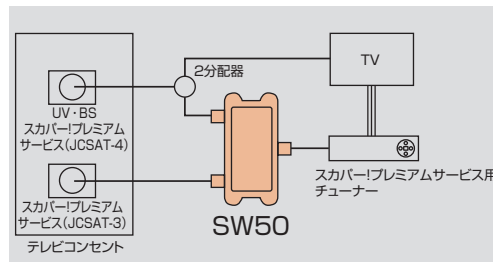 2分配器
TV
UV・BS
スカパー!プレミアム
サービス(JCSAT-4)
スカパー!プレミアムサービス用
チューナー
スカパー!プレミアム
サービス(JCSAT-3)
SW50
テレビコンセント